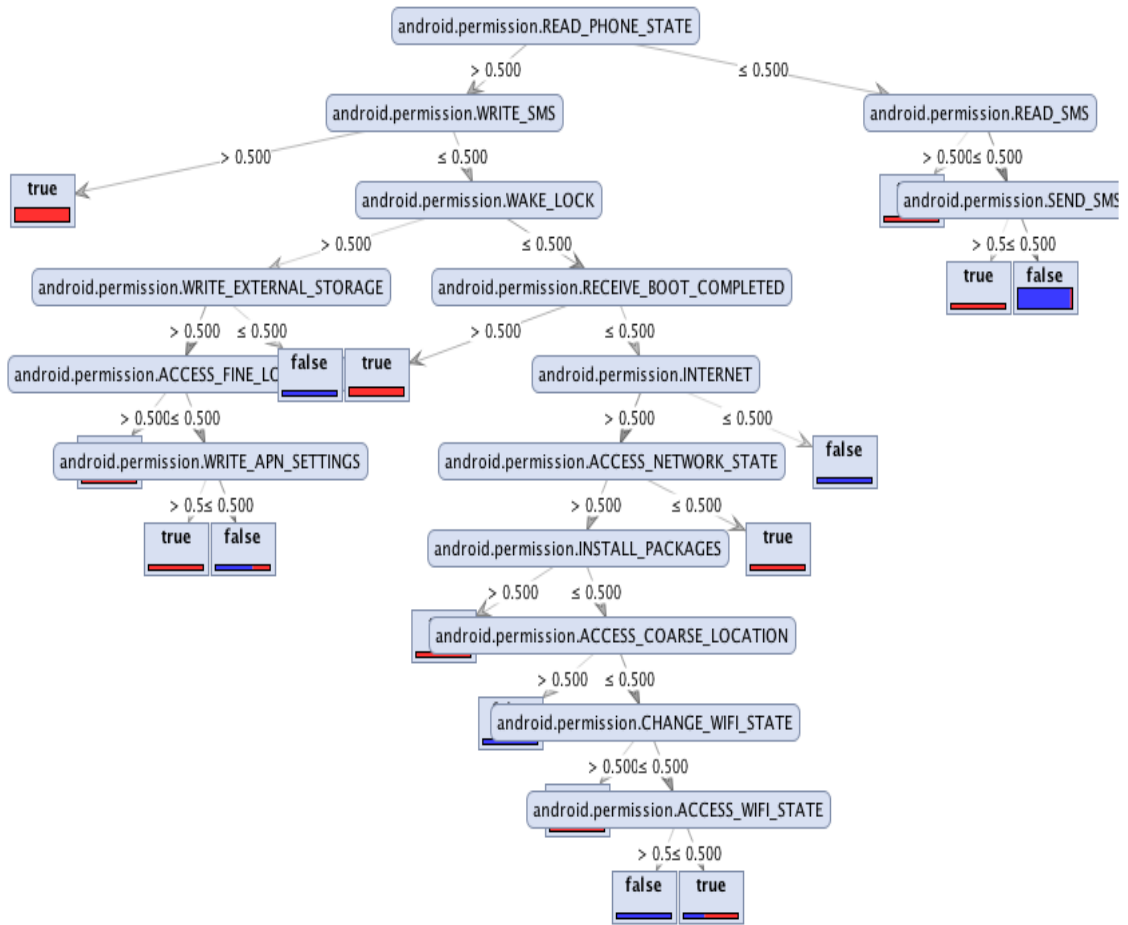 android.permission.READ_PHONE_STATE
> 0.500
≤ 0.500
android.permission.WRITE_SMS
android.permission.READ_SMS
> 0.500
≤ 0.500
> 0.500
≤ 0.500
true
android.permission.WAKE_LOCK
android.permission.SEND_SMS
> 0.500
≤ 0.500
> 0.5
≤ 0.500
android.permission.WRITE_EXTERNAL_STORAGE
android.permission.RECEIVE_BOOT_COMPLETED
true
false
> 0.500
≤ 0.500
> 0.500
≤ 0.500
android.permission.ACCESS_FINE_LO
false
true
android.permission.INTERNET
> 0.500
≤ 0.500
> 0.500
≤ 0.500
android.permission.WRITE_APN_SETTINGS
android.permission.ACCESS_NETWORK_STATE
false
> 0.5
≤ 0.500
> 0.500
≤ 0.500
true
false
android.permission.INSTALL_PACKAGES
true
> 0.500
≤ 0.500
android.permission.ACCESS_COARSE_LOCATION
> 0.500
≤ 0.500
android.permission.CHANGE_WIFI_STATE
> 0.500
≤ 0.500
android.permission.ACCESS_WIFI_STATE
> 0.5
≤ 0.500
false
true